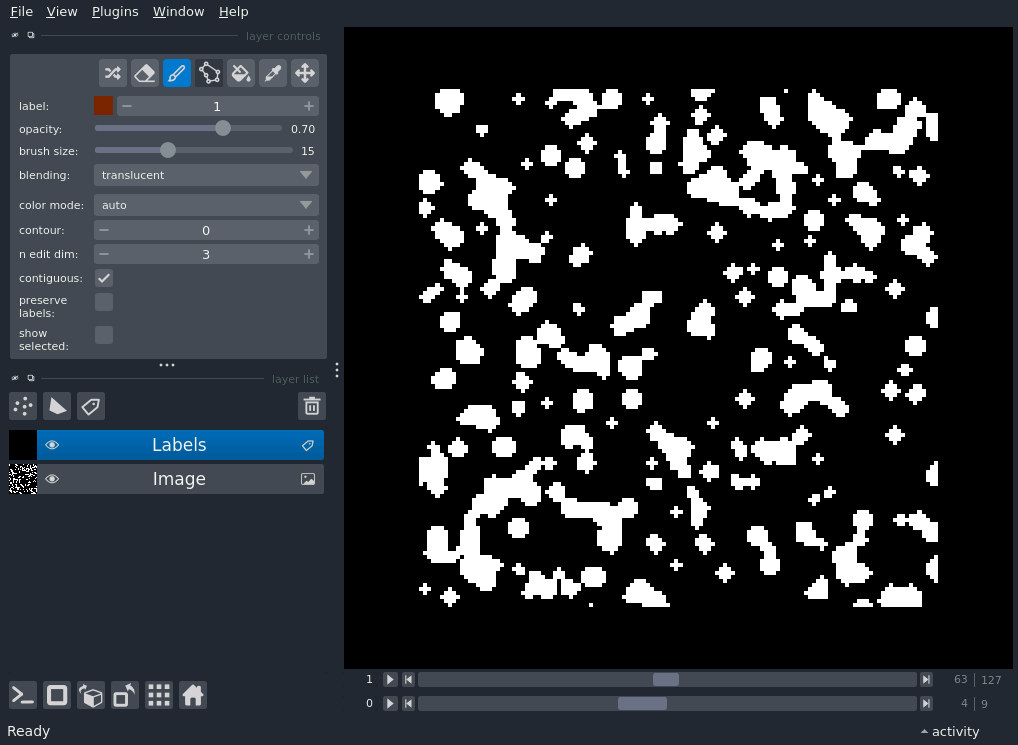 File View Plugins Window Help
layer controls
label: 1
opacity: 0.70
brush size: 15
blending: translucent
color mode: auto
contour: 0
n edit dim: 3
contiguous:
preserve
labels:
show
selected:
layer list
Labels
Image
1 63 127
0 4 9
Ready activity